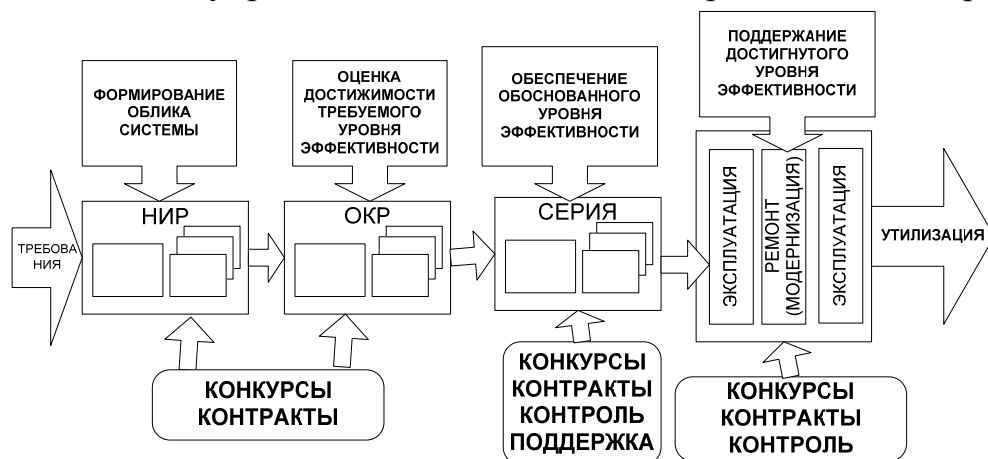 ФОРМИРОВАНИЕ
ОБЛИКА
СИСТЕМЫ
ОЦЕНКА
ДОСТИЖИМОСТИ
ТРЕБУЕМОГО
УРОВНЯ
ЭФФЕКТИВНОСТИ
ОБЕСПЕЧЕНИЕ
ОБОСНОВАННОГО
УРОВНЯ
ЭФФЕКТИВНОСТИ
ПОДДЕРЖАНИЕ
ДОСТИГНУТОГО
УРОВНЯ
ЭФФЕКТИВНОСТИ
ТРЕБОВА
НИЯ
НИР
ОКР
СЕРИЯ
ЭКСПЛУАТАЦИЯ
РЕМОНТ
(МОДЕРНИЗАЦИЯ)
ЭКСПЛУАТАЦИЯ
УТИЛИЗАЦИЯ
КОНКУРСЫ
КОНТРАКТЫ
КОНКУРСЫ
КОНТРАКТЫ
КОНТРОЛЬ
ПОДДЕРЖКА
КОНКУРСЫ
КОНТРАКТЫ
КОНТРОЛЬ